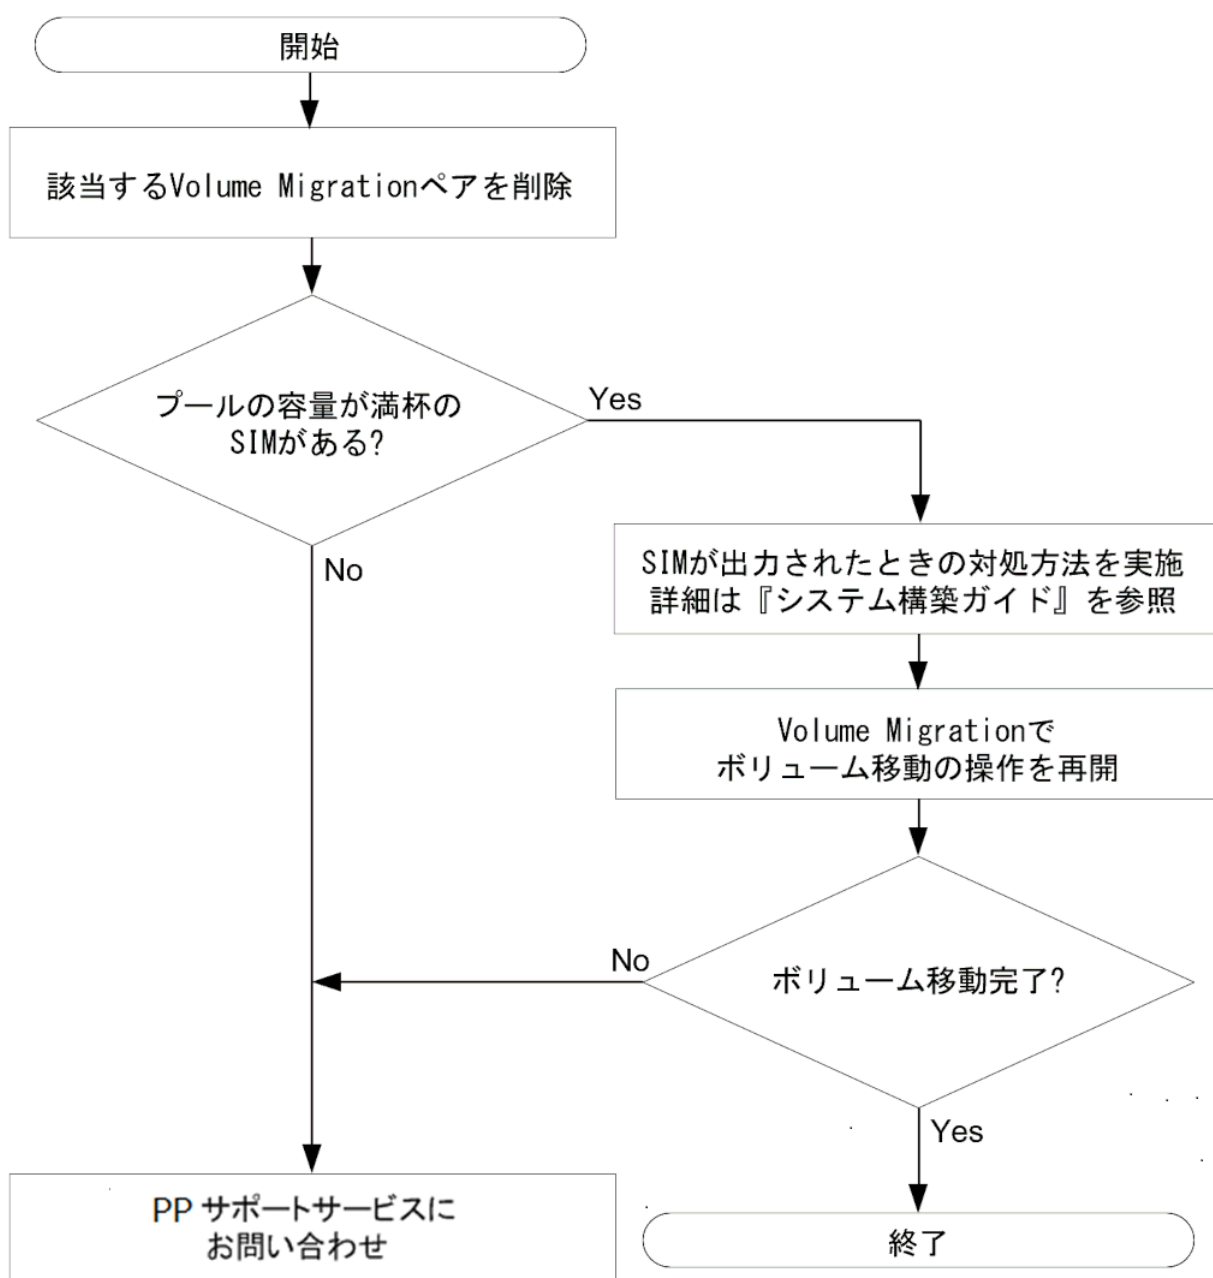 開始
該当するVolume Migrationペアを削除
プールの容量が満杯の
SIMがある?
Yes
No
SIMが出力されたときの対処方法を実施
詳細は『システム構築ガイド』を参照
Volume Migrationで
ボリューム移動の操作を再開
No
ボリューム移動完了?
Yes
PP サポートサービスに
お問い合わせ
終了